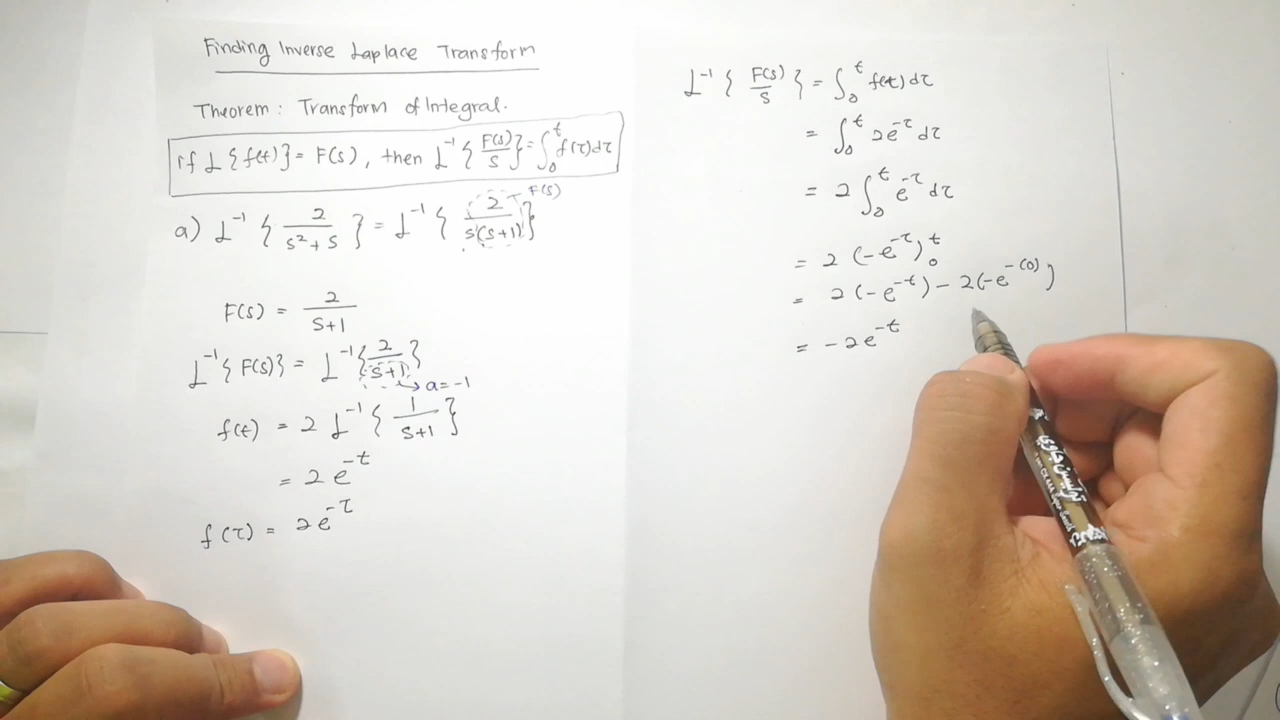 Finding Inverse Laplace Transform
Theorem: Transform of Integral.
if L{f(t)} = F(s), then L⁻¹{F(s)/s} = ∫₀ᵗ f(τ)dτ
F(s)
a) L⁻¹{2/(s²+s)} = L⁻¹{2/(s(s+1))}
F(s) = 2/(s+1)
L⁻¹{F(s)} = L⁻¹{2/(s+1)}
a = -1
f(t) = 2 L⁻¹{1/(s+1)}
= 2e^(-t)
f(τ) = 2e^(-τ)
L⁻¹{F(s)/s} = ∫₀ᵗ f(t)dτ
= ∫₀ᵗ 2e^(-τ)dτ
= 2∫₀ᵗ e^(-τ)dτ
= 2(-e^(-τ))₀ᵗ
= 2(-e^(-t)) - 2(-e^(-(0)))
= -2e^(-t)